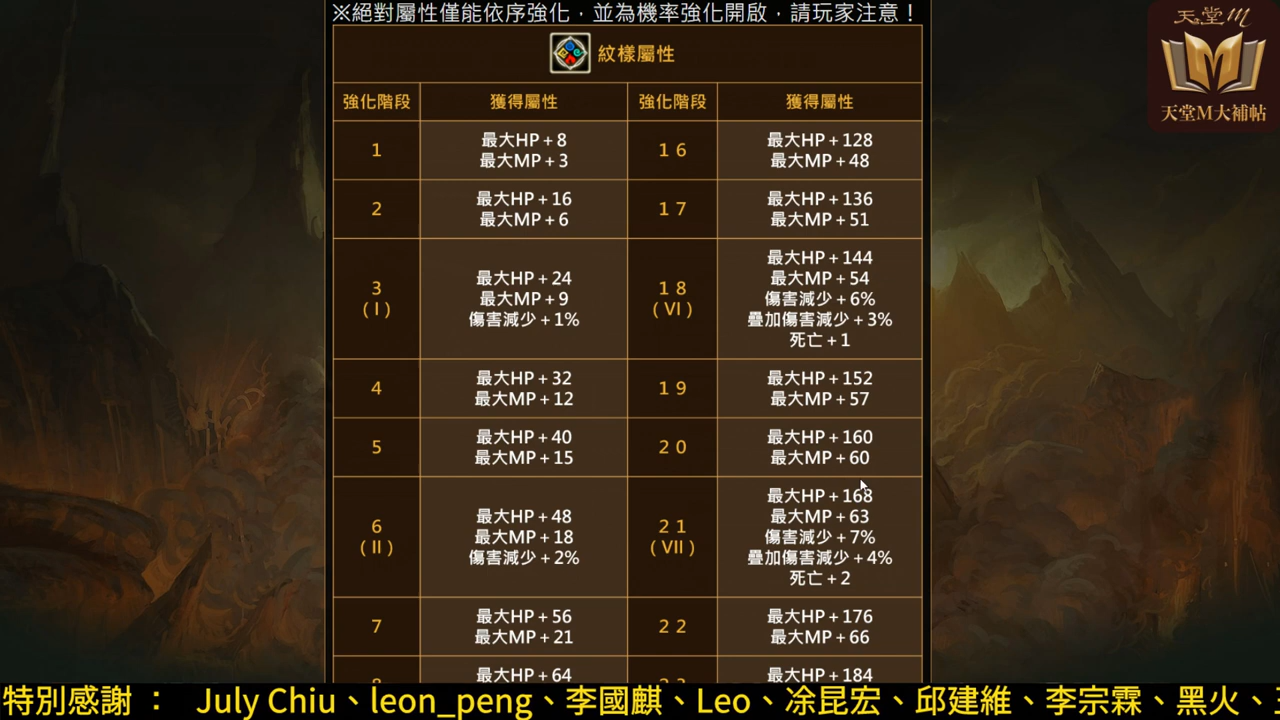 ※絕對屬性僅能依序強化，並為機率強化開啟，請玩家注意！
天堂M
天堂M大補帖
紋樣屬性
強化階段 獲得屬性 強化階段 獲得屬性
1
最大HP+8
最大MP+3
16
最大HP+128
最大MP+48
2
最大HP+16
最大MP+6
17
最大HP+136
最大MP+51
3
(I)
最大HP+24
最大MP+9
傷害減少+1%
18
(VI)
最大HP+144
最大MP+54
傷害減少+6%
疊加傷害減少+3%
死亡+1
4
最大HP+32
最大MP+12
19
最大HP+152
最大MP+57
5
最大HP+40
最大MP+15
20
最大HP+160
最大MP+60
6
(II)
最大HP+48
最大MP+18
傷害減少+2%
21
(VII)
最大HP+168
最大MP+63
傷害減少+7%
疊加傷害減少+4%
死亡+2
7
最大HP+56
最大MP+21
22
最大HP+176
最大MP+66
最大HP+64
最大HP+184
特別感謝 ： July Chiu、leon_peng、李國麒、Leo、凃昆宏、邱建維、李宗霖、黑火、